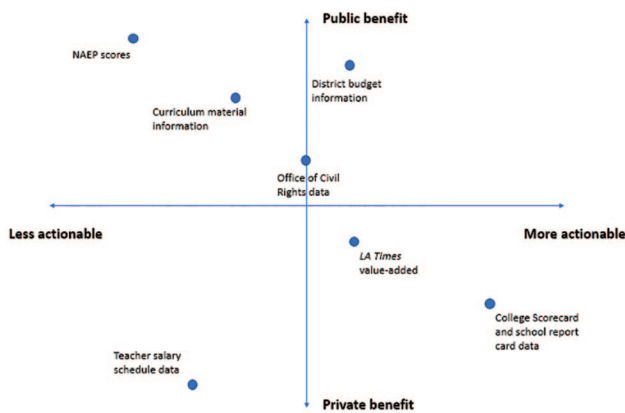 Public benefit
NAEP scores
District budget
information
Curriculum material
information
Office of Civil
Rights data
Less actionable
More actionable
LA Times
value-added
College Scorecard
and school report
card data
Teacher salary
schedule data
Private benefit